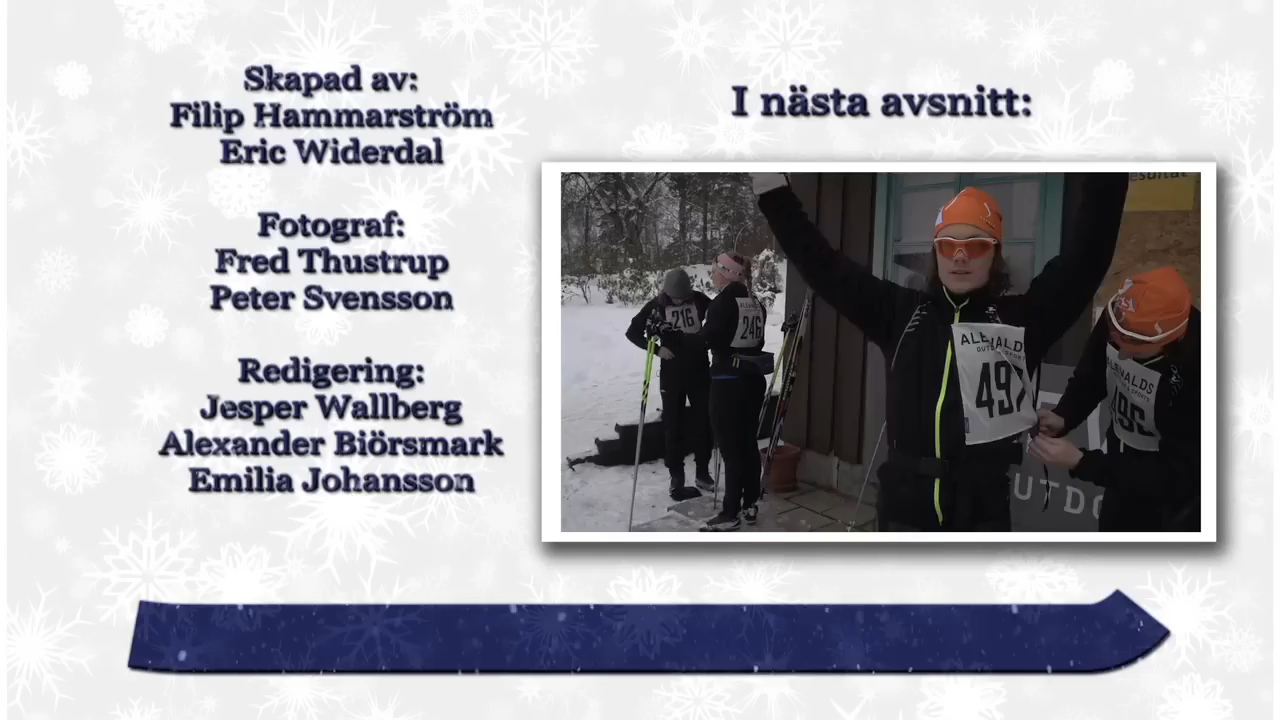 Skapad av:
Filip Hammarström
Eric Widerdal
Fotograf:
Fred Thustrup
Peter Svensson
Redigering:
Jesper Wallberg
Alexander Biörsmark
Emilia Johansson
I nästa avsnitt:
216
246
497